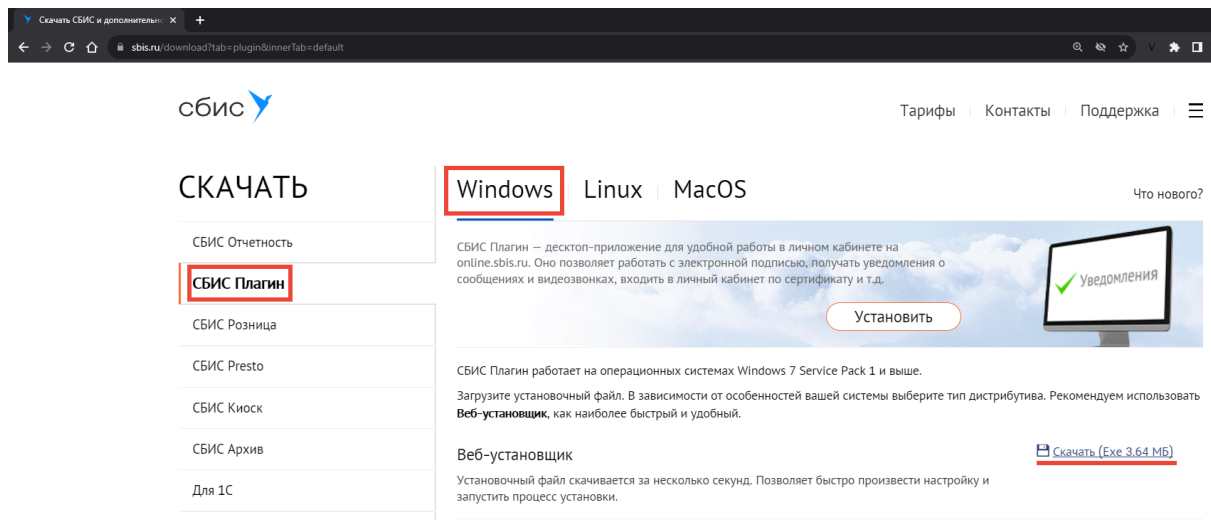 Скачать СБИС и дополнительно
sbis.ru/download?tab=plugin&innerTab=default
сбис
Тарифы
Контакты
Поддержка
СКАЧАТЬ
СБИС Отчетность
СБИС Плагин
СБИС Розница
СБИС Presto
СБИС Киоск
СБИС Архив
Для 1С
Windows
Linux
MacOS
Что нового?
СБИС Плагин — десктоп-приложение для удобной работы в личном кабинете на
online.sbis.ru. Оно позволяет работать с электронной подписью, получать уведомления о
сообщениях и видеозвонках, входить в личный кабинет по сертификату и т.д.
Установить
Уведомления
СБИС Плагин работает на операционных системах Windows 7 Service Pack 1 и выше.
Загрузите установочный файл. В зависимости от особенностей вашей системы выберите тип дистрибутива. Рекомендуем использовать
Веб-установщик, как наиболее быстрый и удобный.
Веб-установщик
Скачать (Exe 3.64 МБ)
Установочный файл скачивается за несколько секунд. Позволяет быстро произвести настройку и
запустить процесс установки.